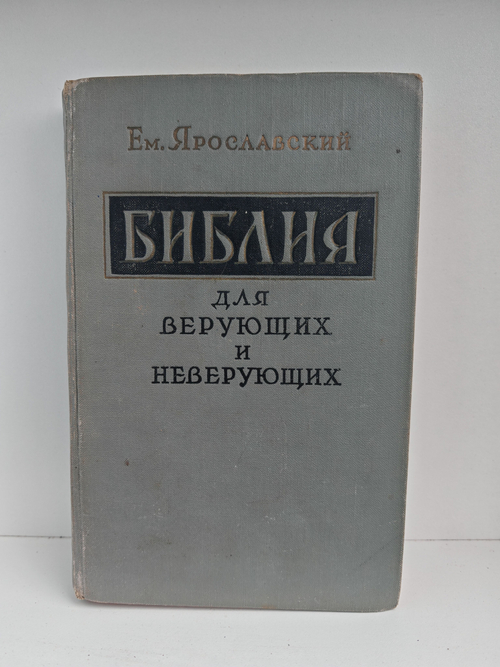 Ем. Ярославский
БИБЛИЯ
ДЛЯ
ВЕРУЮЩИХ
И
НЕВЕРУЮЩИХ